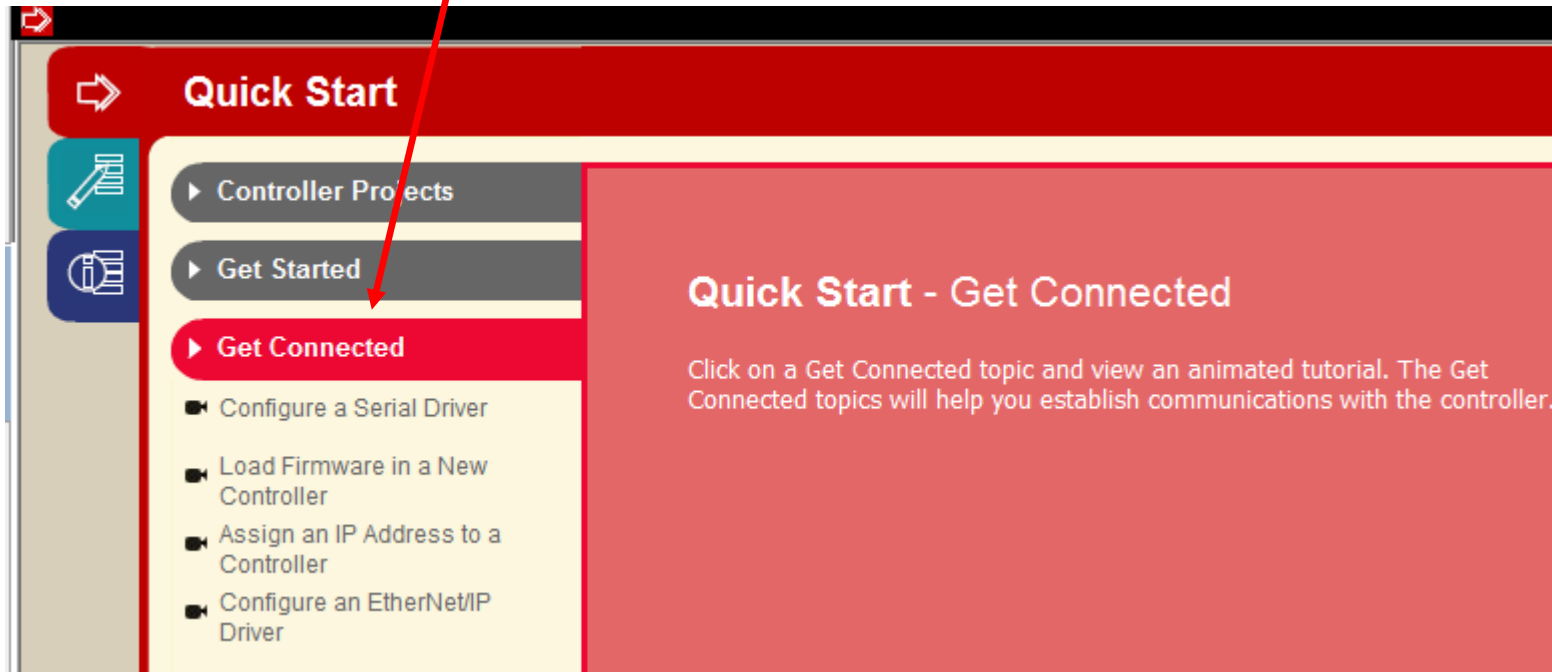 Quick Start
Controller Projects
Get Started
Get Connected
Configure a Serial Driver
Load Firmware in a New
Controller
Assign an IP Address to a
Controller
Configure an EtherNet/IP
Driver
Quick Start - Get Connected
Click on a Get Connected topic and view an animated tutorial. The Get
Connected topics will help you establish communications with the controller.